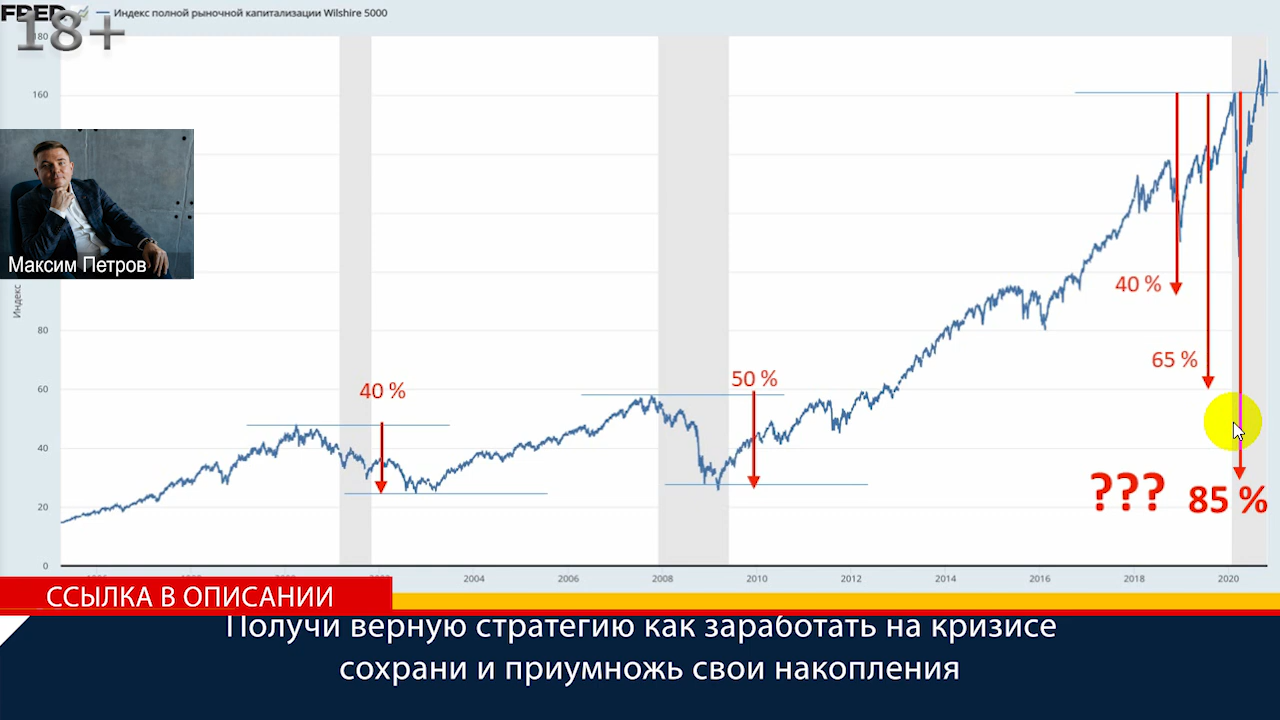 FRED
Индекс полной рыночной капитализации Wilshire 5000
18+
180
160
Максим Петров
Индекс
80
60
40
20
0
40 %
50 %
40 %
65 %
??? 85 %
2004 2006 2008 2010 2012 2014 2016 2018 2020
ССЫЛКА В ОПИСАНИИ
Получи верную стратегию как заработать на кризисе
сохрани и приумножь свои накопления